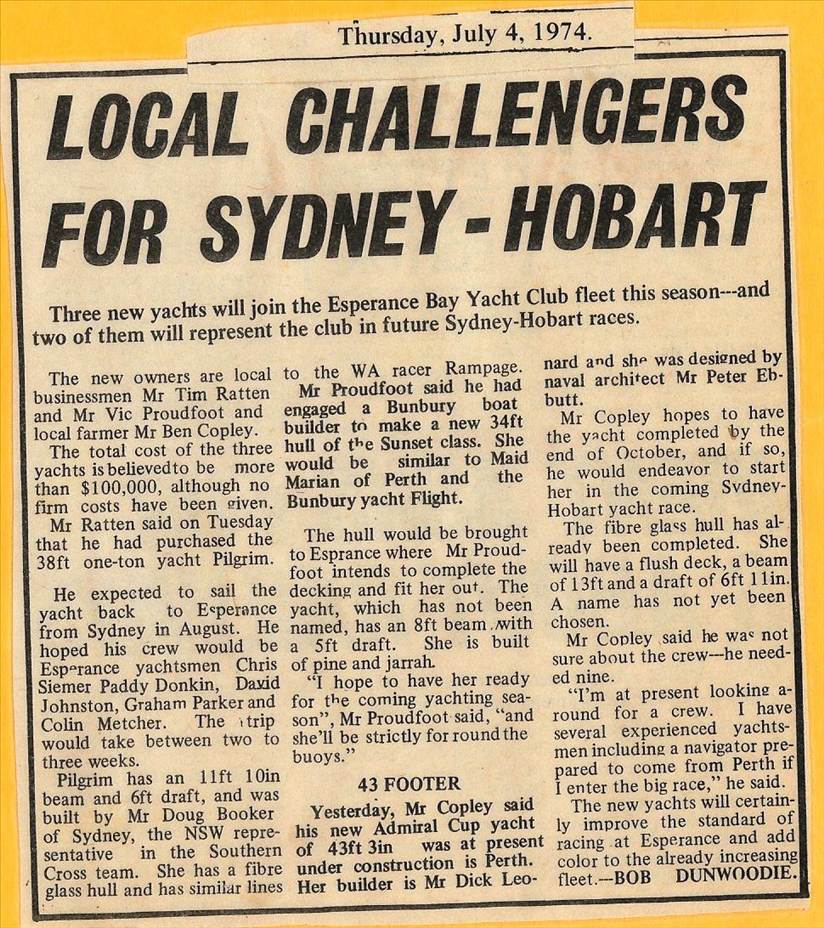 Thursday, July 4, 1974.
LOCAL CHALLENGERS
FOR SYDNEY - HOBART
Three new yachts will join the Esperance Bay Yacht Club fleet this season---and
two of them will represent the club in future Sydney-Hobart races.
The new owners are local
businessmen Mr Tim Ratten
and Mr Vic Proudfoot and
local farmer Mr Ben Copley.
The total cost of the three
yachts is believed to be more
than $100,000, although no
firm costs have been given.
Mr Ratten said on Tuesday
that he had purchased the
38ft one-ton yacht Pilgrim.
He expected to sail the
yacht back to Esperance
from Sydney in August. He
hoped his crew would be
Esperance yachtsmen Chris
Siemer Paddy Donkin, David
Johnston, Graham Parker and
Colin Metcher. The trip
would take between two to
three weeks.
Pilgrim has an 11ft 10in
beam and 6ft draft, and was
built by Mr Doug Booker
of Sydney, the NSW repre-
sentative in the Southern
Cross team. She has a fibre
glass hull and has similar lines
to the WA racer Rampage.
Mr Proudfoot said he had
engaged a Bunbury boat
builder to make a new 34ft
hull of the Sunset class. She
would be similar to Maid
Marian of Perth and the
Bunbury yacht Flight.
The hull would be brought
to Esprance where Mr Proud-
foot intends to complete the
decking and fit her out. The
yacht, which has not been
named, has an 8ft beam with
a 5ft draft. She is built
of pine and jarrah.
“I hope to have her ready
for the coming yachting sea-
son”, Mr Proudfoot said, “and
she’ll be strictly for round the
buoys.”
43 FOOTER
Yesterday, Mr Copley said
his new Admiral Cup yacht
of 43ft 3in was at present
under construction is Perth.
Her builder is Mr Dick Leo-
nard and she was designed by
naval architect Mr Peter Eb-
butt.
Mr Copley hopes to have
the yacht completed by the
end of October, and if so,
he would endeavor to start
her in the coming Sydney-
Hobart yacht race.
The fibre glass hull has al-
ready been completed. She
will have a flush deck, a beam
of 13ft and a draft of 6ft 11in.
A name has not yet been
chosen.
Mr Copley said he was not
sure about the crew---he need-
ed nine.
“I’m at present looking a-
round for a crew. I have
several experienced yachts-
men including a navigator pre-
pared to come from Perth if
I enter the big race,” he said.
The new yachts will certain-
ly improve the standard of
racing at Esperance and add
color to the already increasing
fleet.---BOB DUNWOODIE.